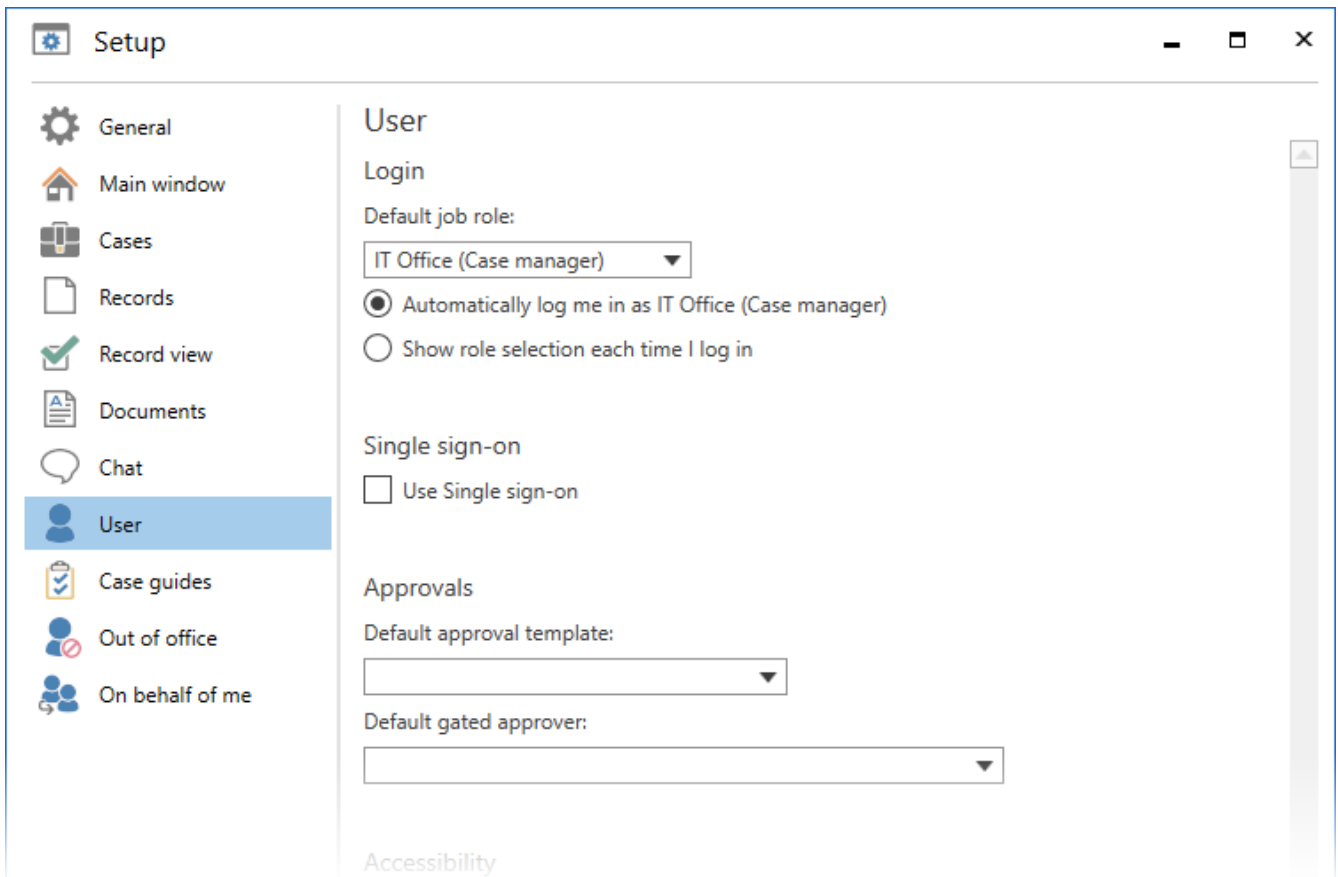 Setup
General
Main window
Cases
Records
Record view
Documents
Chat
User
Case guides
Out of office
On behalf of me
User
Login
Default job role:
IT Office (Case manager)
Automatically log me in as IT Office (Case manager)
Show role selection each time I log in
Single sign-on
Use Single sign-on
Approvals
Default approval template:
Default gated approver:
Accessibility